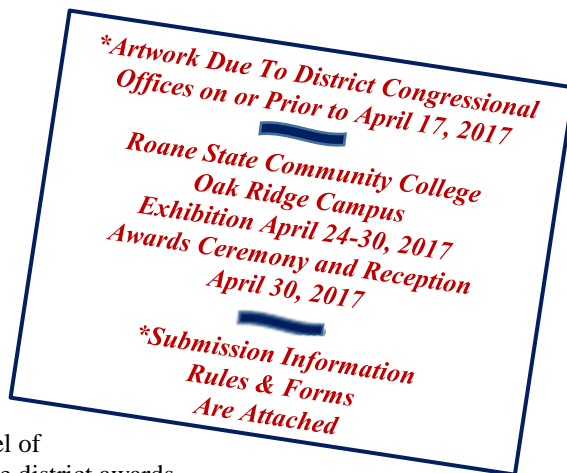 *Artwork Due To District Congressional
Offices on or Prior to April 17, 2017
Roane State Community College
Oak Ridge Campus
Exhibition April 24-30, 2017
Awards Ceremony and Reception
April 30, 2017
*Submission Information
Rules & Forms
Are Attached
of
district awards